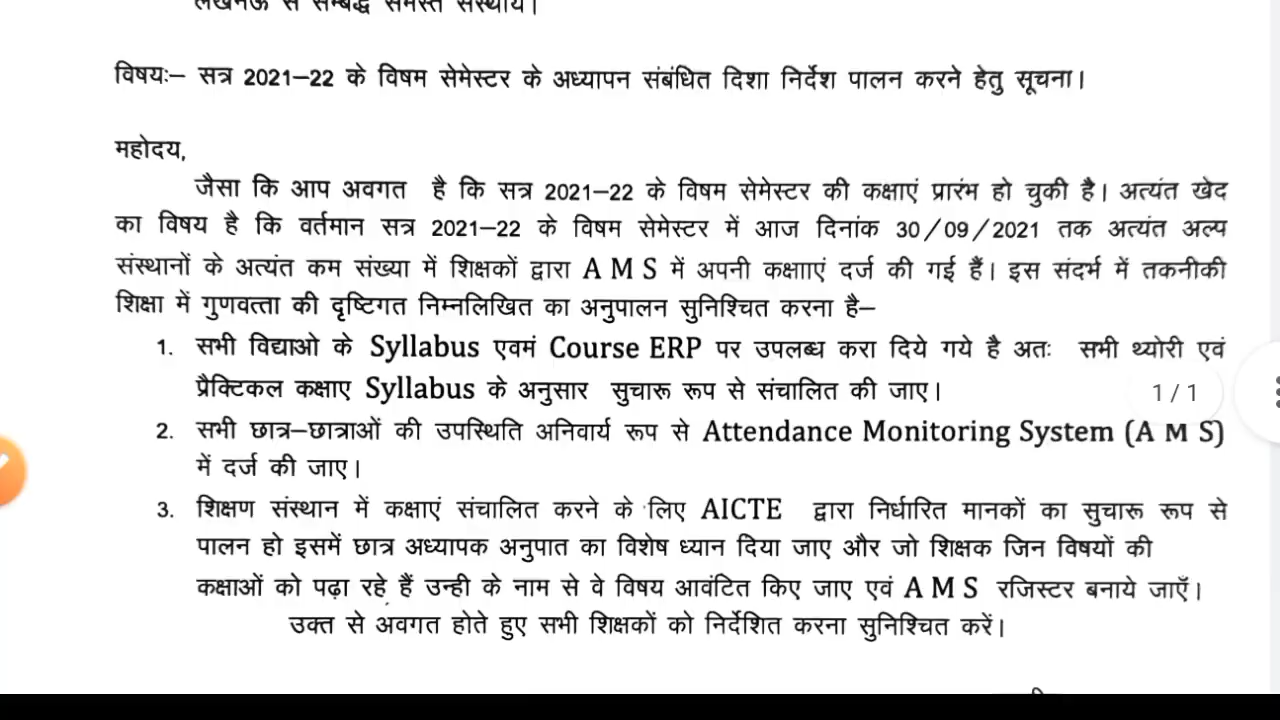 लखनऊ से सम्बद्ध समस्त संस्थायें।
विषयः– सत्र 2021–22 के विषम सेमेस्टर के अध्यापन संबंधित दिशा निर्देश पालन करने हेतु सूचना।
महोदय,
जैसा कि आप अवगत है कि सत्र 2021–22 के विषम सेमेस्टर की कक्षाएं प्रारंभ हो चुकी है। अत्यंत खेद
का विषय है कि वर्तमान सत्र 2021–22 के विषम सेमेस्टर में आज दिनांक 30/09/2021 तक अत्यंत अल्प
संस्थानों के अत्यंत कम संख्या में शिक्षकों द्वारा A M S में अपनी कक्षााएं दर्ज की गई हैं। इस संदर्भ में तकनीकी
शिक्षा में गुणवत्ता की दृष्टिगत निम्नलिखित का अनुपालन सुनिश्चित करना है–
1. सभी विद्याओ के Syllabus एवमं Course ERP पर उपलब्ध करा दिये गये है अतः सभी थ्योरी एवं
प्रैक्टिकल कक्षाए Syllabus के अनुसार सुचारू रूप से संचालित की जाए।
1 / 1
2. सभी छात्र–छात्राओं की उपस्थिति अनिवार्य रूप से Attendance Monitoring System (A M S)
में दर्ज की जाए।
3. शिक्षण संस्थान में कक्षाएं संचालित करने के लिए AICTE द्वारा निर्धारित मानकों का सुचारू रूप से
पालन हो इसमें छात्र अध्यापक अनुपात का विशेष ध्यान दिया जाए और जो शिक्षक जिन विषयों की
कक्षाओं को पढ़ा रहे हैं उन्ही के नाम से वे विषय आवंटित किए जाए एवं A M S रजिस्टर बनाये जाएँ।
उक्त से अवगत होते हुए सभी शिक्षकों को निर्देशित करना सुनिश्चित करें।